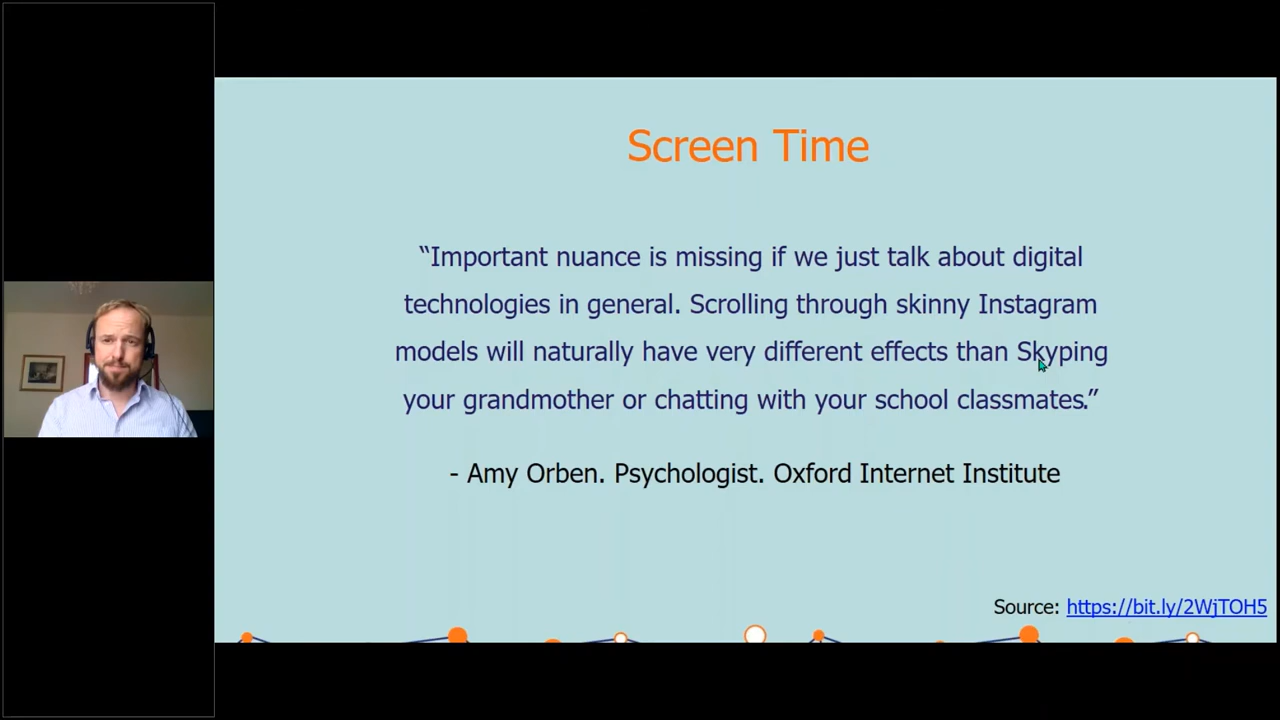 Screen Time
“Important nuance is missing if we just talk about digital
technologies in general. Scrolling through skinny Instagram
models will naturally have very different effects than Skyping
your grandmother or chatting with your school classmates.”
- Amy Orben. Psychologist. Oxford Internet Institute
Source: https://bit.ly/2WjTOH5